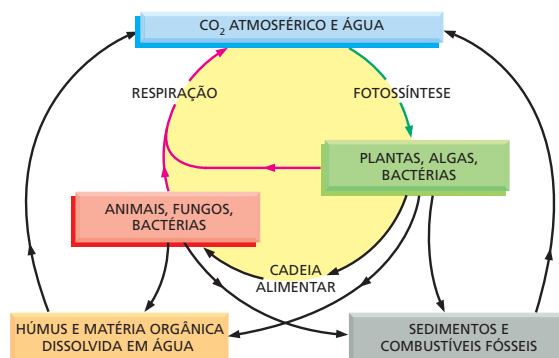 CO₂ ATMOSFÉRICO E ÁGUA
RESPIRAÇÃO
FOTOSSÍNTESE
PLANTAS, ALGAS,
BACTÉRIAS
ANIMAIS, FUNGOS,
BACTÉRIAS
CADEIA
ALIMENTAR
HÚMUS E MATÉRIA ORGÂNICA
DISSOLVIDA EM ÁGUA
SEDIMENTOS E
COMBUSTÍVEIS FÓSSEIS